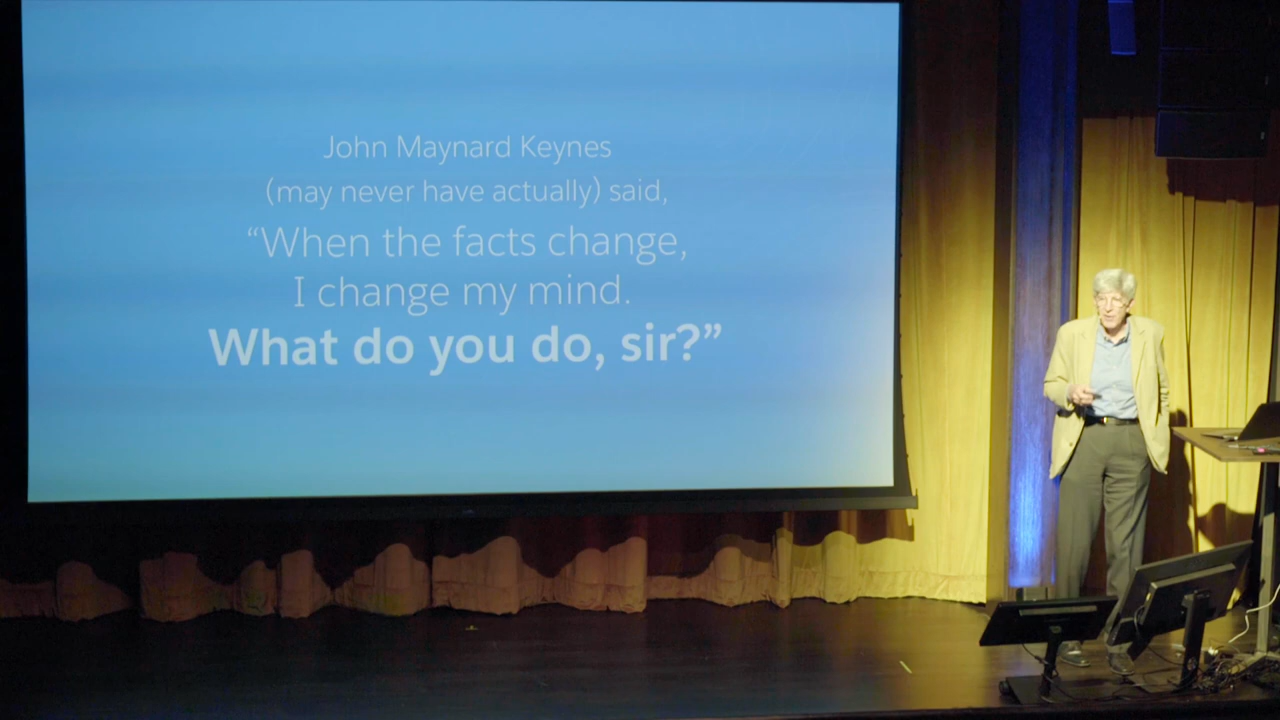 John Maynard Keynes
(may never have actually) said,
“When the facts change,
I change my mind.
What do you do, sir?”